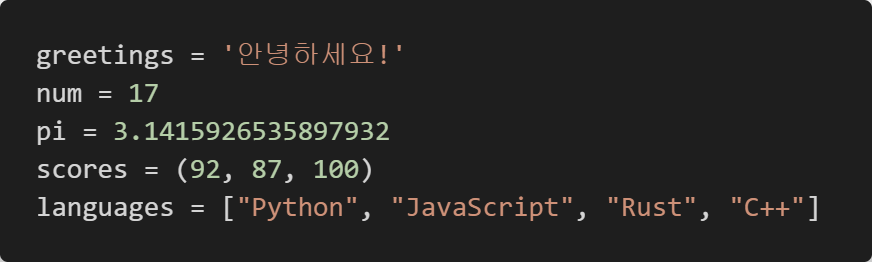 greetings = '안녕하세요!'
num = 17
pi = 3.1415926535897932
scores = (92, 87, 100)
languages = ["Python", "JavaScript", "Rust", "C++"]